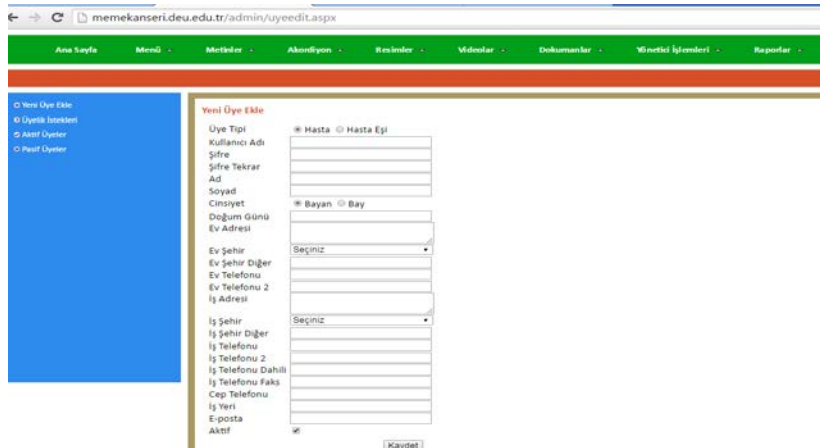 memekanseri.deu.edu.tr/admin/uyeedit.aspx
Ana Sayfa Menü Metinler Akordiyon Resimler Videolar Dokumanlar Yönetici İşlemleri Raporlar
Yeni Üye Ekle
Üyelik İstekleri
Aktif Üyeler
Pasif Üyeler
Yeni Üye Ekle
Üye Tipi Hasta Hasta Eşi
Kullanıcı Adı
Şifre
Şifre Tekrar
Ad
Soyad
Cinsiyet Bayan Bay
Doğum Günü
Ev Adresi
Ev Şehir Seçiniz
Ev Şehir Diğer
Ev Telefonu
Ev Telefonu 2
İş Adresi
İş Şehir Seçiniz
İş Şehir Diğer
İş Telefonu
İş Telefonu 2
İş Telefonu Dahili
İş Telefonu Faks
Cep Telefonu
İş Yeri
E-posta
Aktif
Kaydet